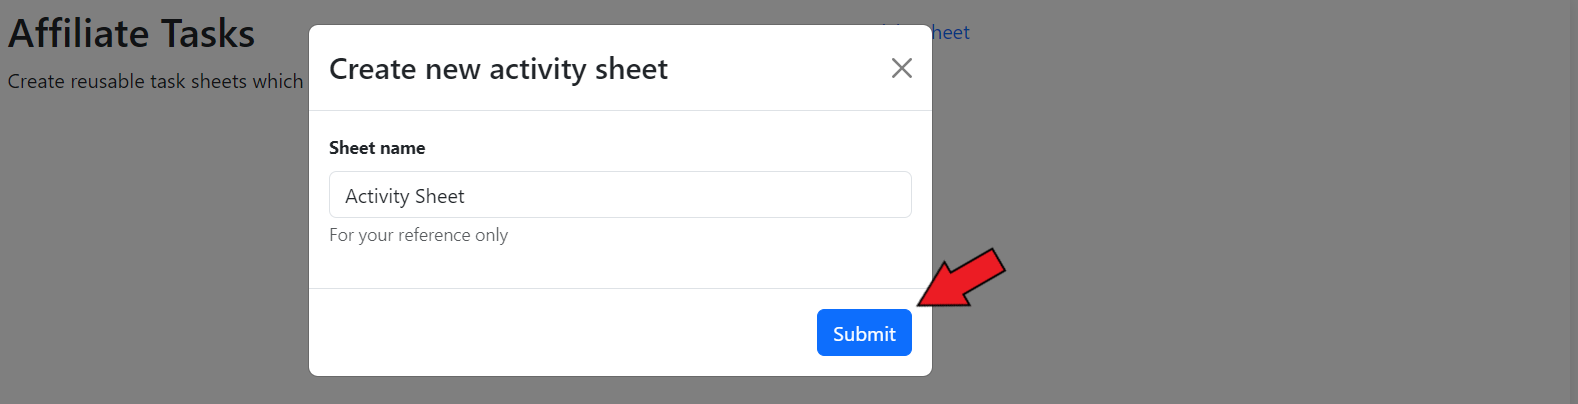 Affiliate Tasks
heet
Create reusable task sheets which
Create new activity sheet
Sheet name
Activity Sheet
For your reference only
Submit